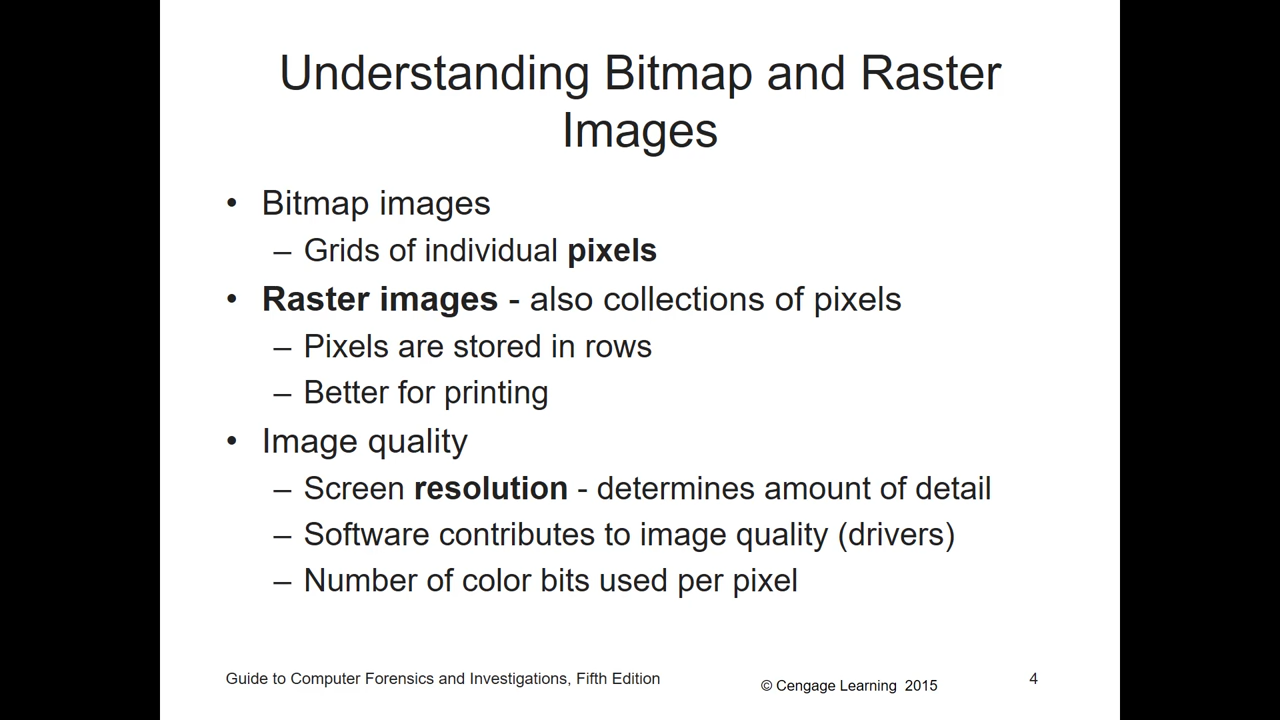 Understanding Bitmap and Raster
Images
• Bitmap images
– Grids of individual pixels
• Raster images - also collections of pixels
– Pixels are stored in rows
– Better for printing
• Image quality
– Screen resolution - determines amount of detail
– Software contributes to image quality (drivers)
– Number of color bits used per pixel
Guide to Computer Forensics and Investigations, Fifth Edition
© Cengage Learning 2015
4